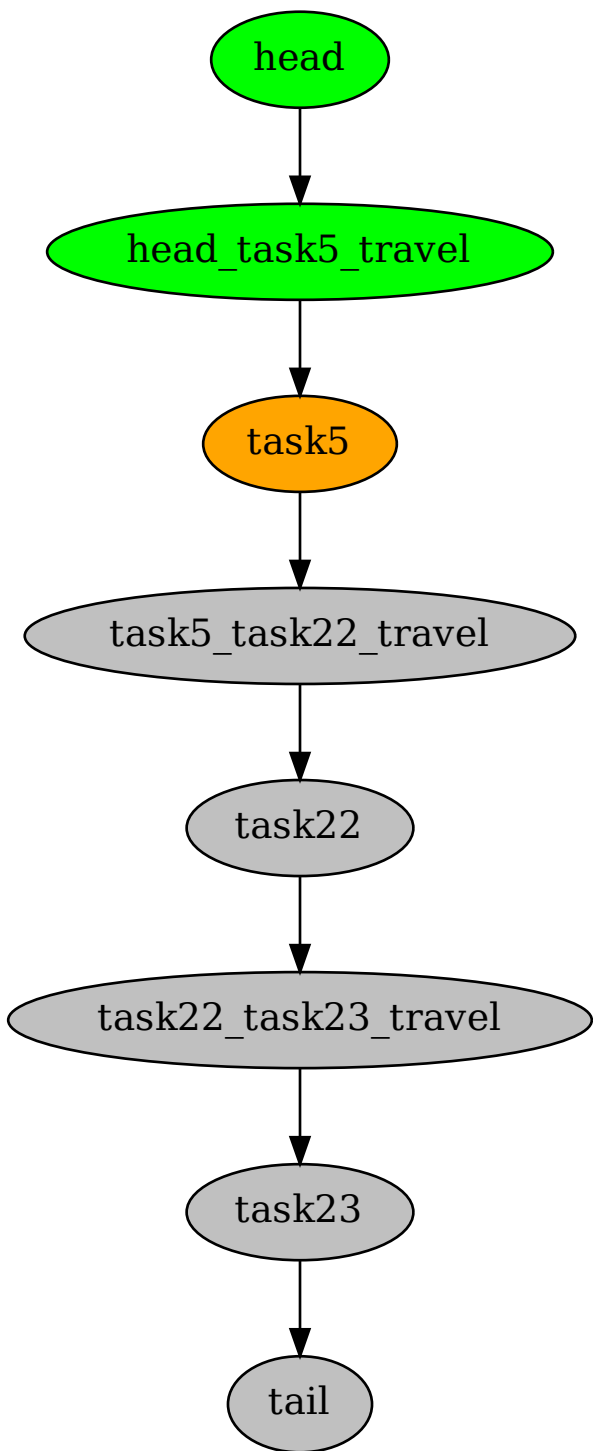 head
head_task5_travel
task5
task5_task22_travel
task22
task22_task23_travel
task23
tail